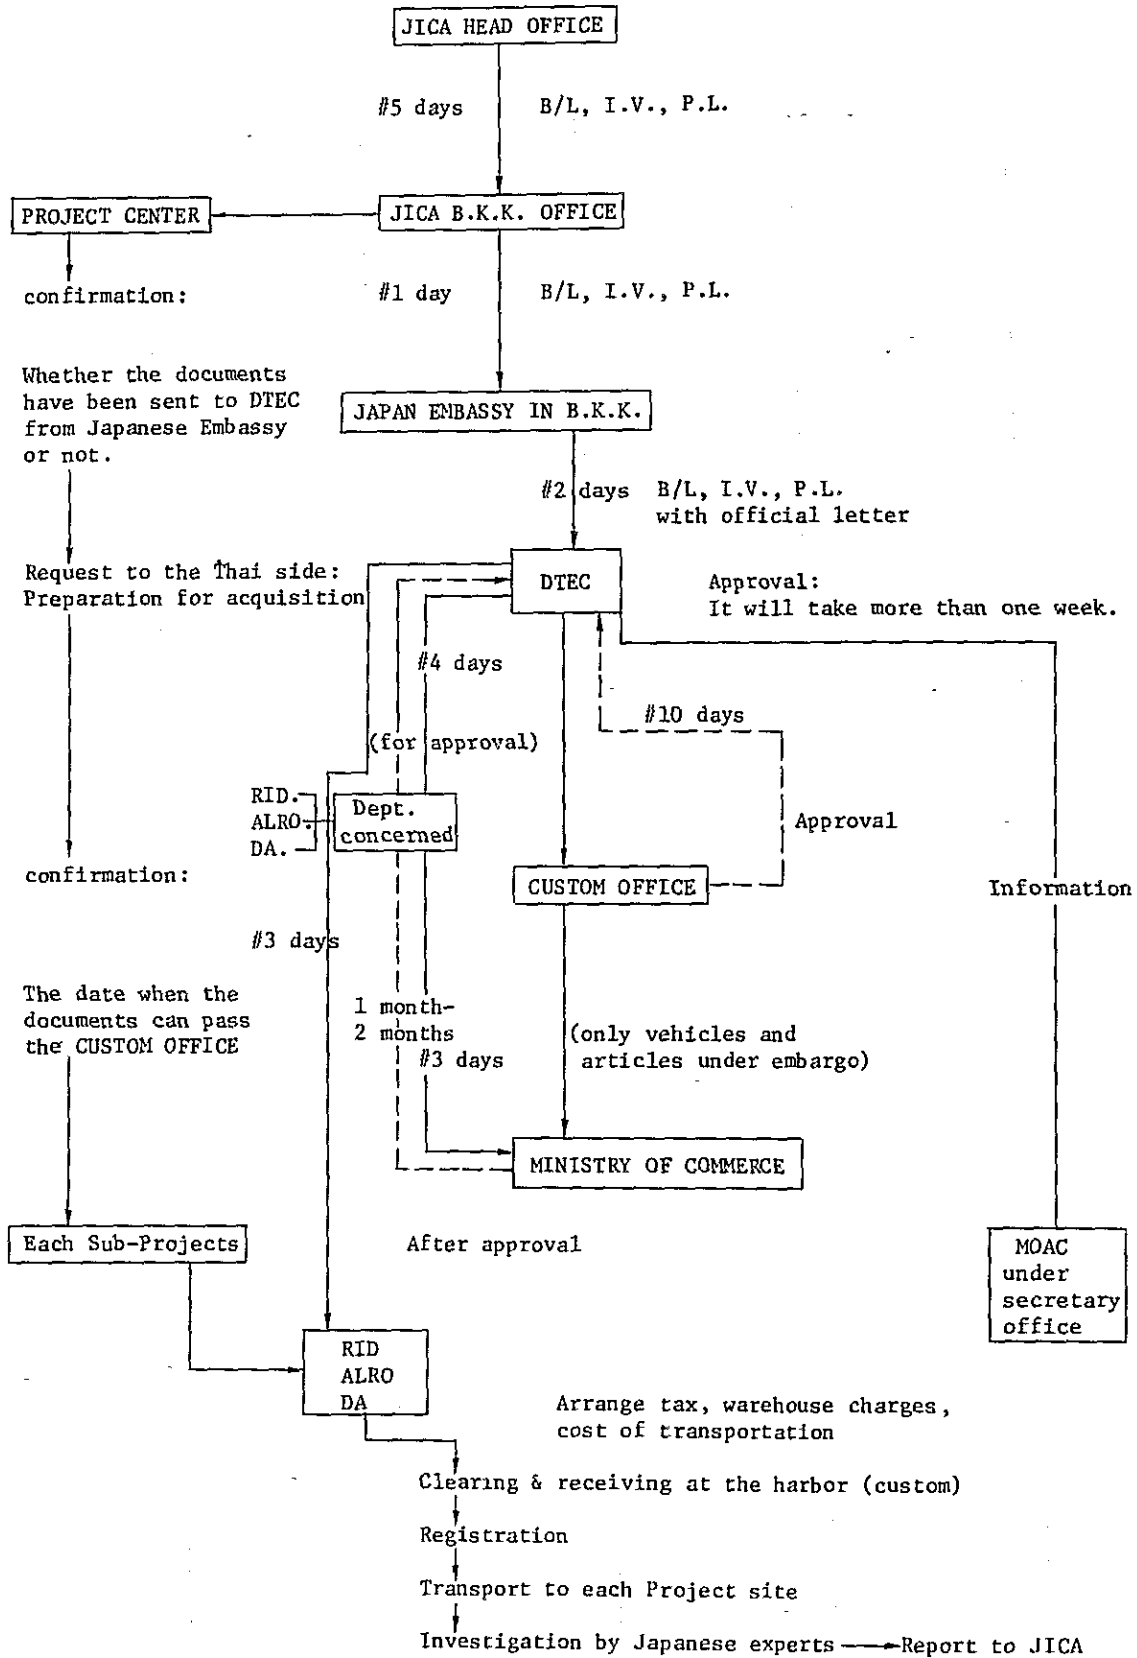 JICA HEAD OFFICE
#5 days
B/L, I.V., P.L.
PROJECT CENTER
JICA B.K.K. OFFICE
confirmation:
#1 day
B/L, I.V., P.L.
Whether the documents
have been sent to DTEC
from Japanese Embassy
or not.
JAPAN EMBASSY IN B.K.K.
#2 days
B/L, I.V., P.L.
with official letter
Request to the Thai side:
Preparation for acquisition
DTEC
Approval:
It will take more than one week.
#4 days
#10 days
(for approval)
RID.
ALRO.
DA.
Dept.
concerned
Approval
confirmation:
CUSTOM OFFICE
Information
#3 days
The date when the
documents can pass
the CUSTOM OFFICE
1 month-
2 months
#3 days
(only vehicles and
articles under embargo)
MINISTRY OF COMMERCE
Each Sub-Projects
After approval
MOAC
under
secretary
office
RID
ALRO
DA
Arrange tax, warehouse charges,
cost of transportation
Clearing & receiving at the harbor (custom)
Registration
Transport to each Project site
Investigation by Japanese experts
Report to JICA